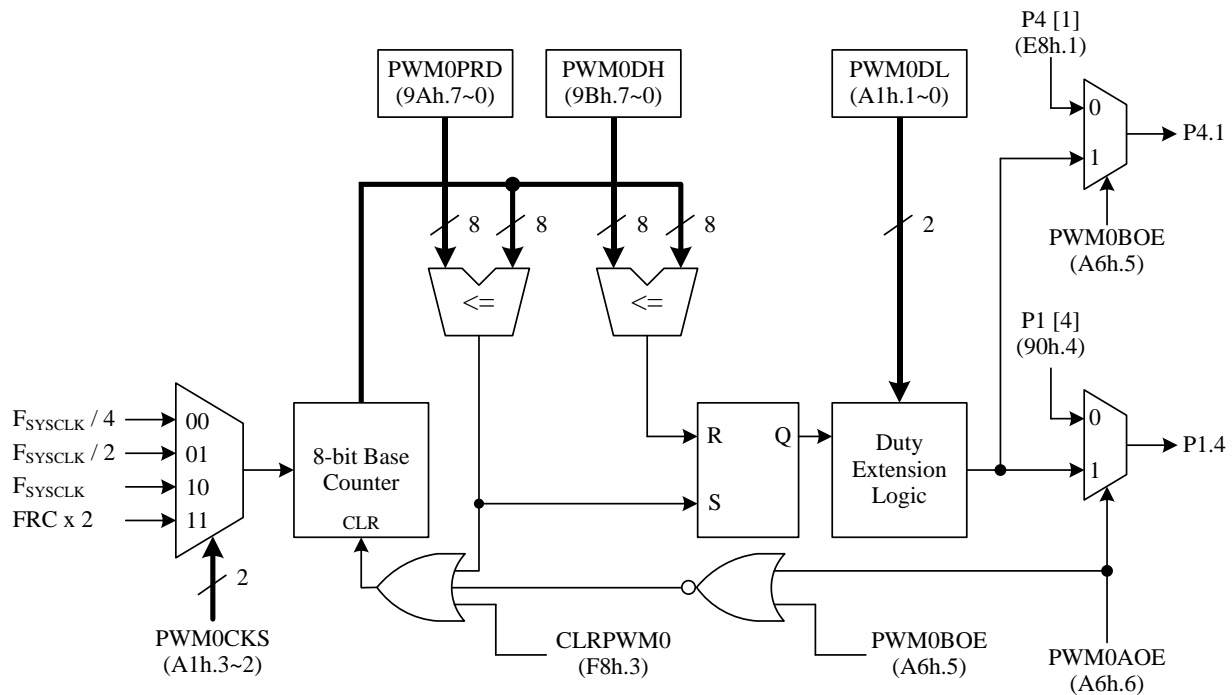 P4 [1]
(E8h.1)
PWM0PRD
(9Ah.7~0)
PWM0DH
(9Bh.7~0)
PWM0DL
(A1h.1~0)
0
1
P4.1
8
8
8
8
2
PWM0BOE
(A6h.5)
<=
<=
P1 [4]
(90h.4)
FSYSCLK / 4
FSYSCLK / 2
FSYSCLK
FRC x 2
00
01
10
11
8-bit Base
Counter
CLR
R
Q
S
Duty
Extension
Logic
0
1
P1.4
2
PWM0CKS
(A1h.3~2)
CLRPWM0
(F8h.3)
PWM0BOE
(A6h.5)
PWM0AOE
(A6h.6)